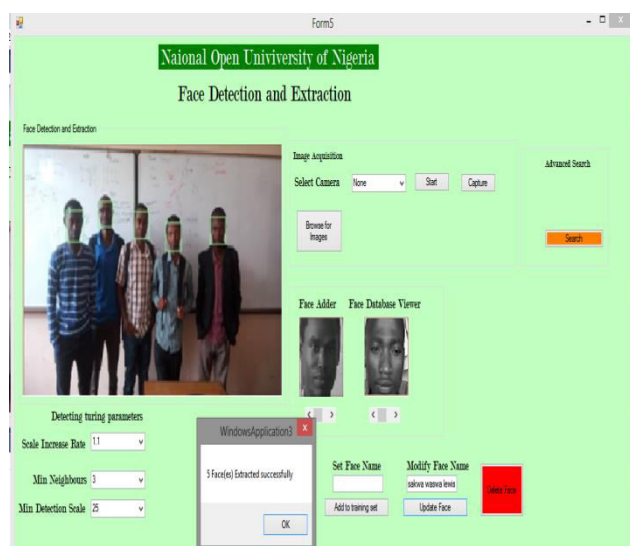 Form5
Naional Open Univiversity of Nigeria
Face Detection and Extraction
Face Detection and Extraction
Image Acquisition
Select Camera None Start Capture
Browse for
Images
Advanced Search
Search
Face Adder Face Database Viewer
Detecting turing parameters
Scale Increase Rate 1.1
Min Neighbours 3
Min Detection Scale 25
WindowsApplication3
5 Face(es) Extracted successfully
OK
Set Face Name Modify Face Name
sakwa waswa lewis
Add to training set Update Face
Delete Face